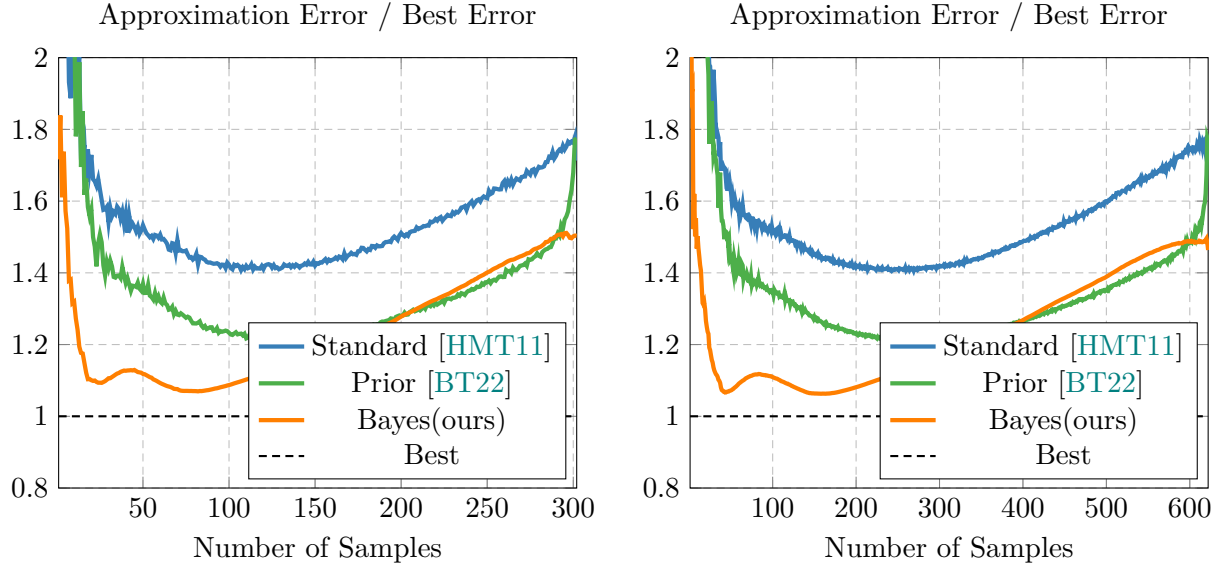 Approximation Error / Best Error
2
1.8
1.6
1.4
1.2
1
0.8
50 100 150 200 250 300
Number of Samples
Standard [HMT11]
Prior [BT22]
Bayes(ours)
Best
Approximation Error / Best Error
2
1.8
1.6
1.4
1.2
1
0.8
100 200 300 400 500 600
Number of Samples
Standard [HMT11]
Prior [BT22]
Bayes(ours)
Best